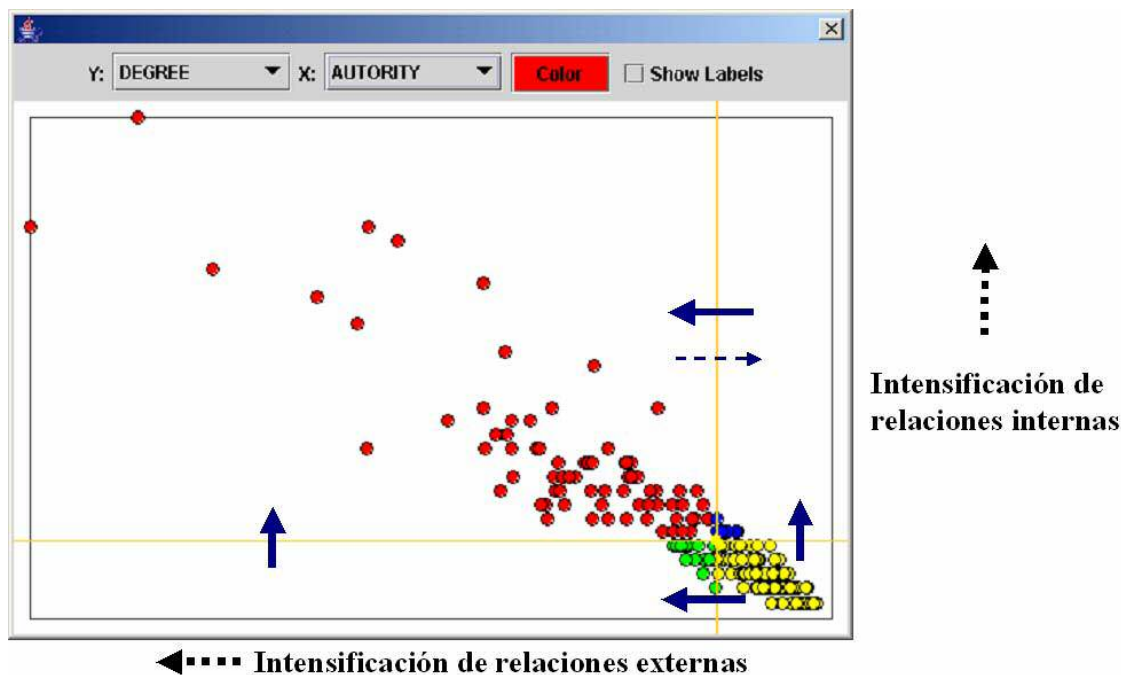 Y: DEGREE X: AUTORITY Color Show Labels
Intensificación de
relaciones internas
Intensificación de relaciones externas